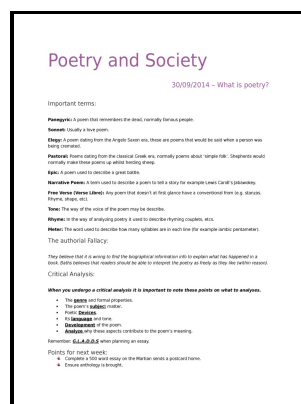 Poetry and Society
30/09/2014 – What is poetry?
Important terms:
Panegyric: A poem that remembers the dead, normally famous people.
Sonnet: Usually a love poem.
Elegy: A poem dating from the Angelo Saxon era, these are poems that would be said when a person was
being cremated.
Pastoral: Poems dating from the classical Greek era, normally poems about 'simple folk'. Shepherds would
normally make these poems up whilst herding sheep.
Epic: A poem used to describe a great battle.
Narrative Poem: A term used to describe a poem to tell a story for example Lewis Caroll's Jabawokey.
Free Verse (Verse Libre): Any poem that doesn't at first glance have a conventional form (e.g. stanzas,
Rhyme, shape, etc).
Tone: The way of the voice of the poem may be describe.
Rhyme: In the way of analyzing poetry it used to describe rhyming couplets, etcs.
Meter: The word used to describe how many syllables are in each line (for example iambic pentameter).
The authorial Fallacy:
They believe that it is wrong to find the biographical information info to explain what has happened in a
book, Baths believes that readers should be able to interpret the poetry as freely as they like (within reason).
Critical Analysis:
When you undergo a critical analysis it is important to note these points on what to analyses.
The genre and formal properties.
The poem's subject matter.
Poetic Devices.
Its language and tone.
Development of the poem.
Analyze why these aspects contribute to the poem's meaning.
Remember G.L.A.D.D.S when planning an essay.
Points for next week:
Complete a 500 word essay on the Martian sends a postcard home.
Ensure anthology is brought.